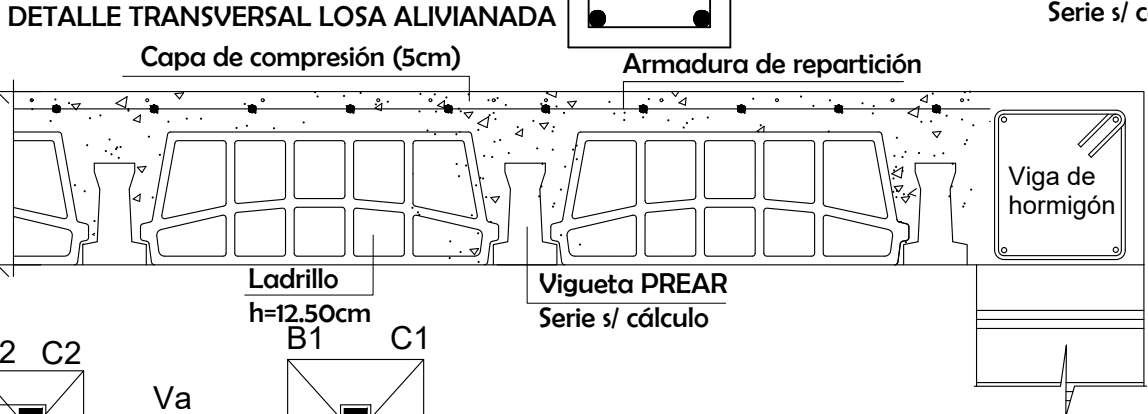 DETALLE TRANSVERSAL LOSA ALIVIANADA
Serie s/ c
Capa de compresión (5cm)
Armadura de repartición
Viga de
hormigón
Ladrillo
h=12.50cm
Vigueta PREAR
Serie s/ cálculo
2 C2
B1 C1
Va